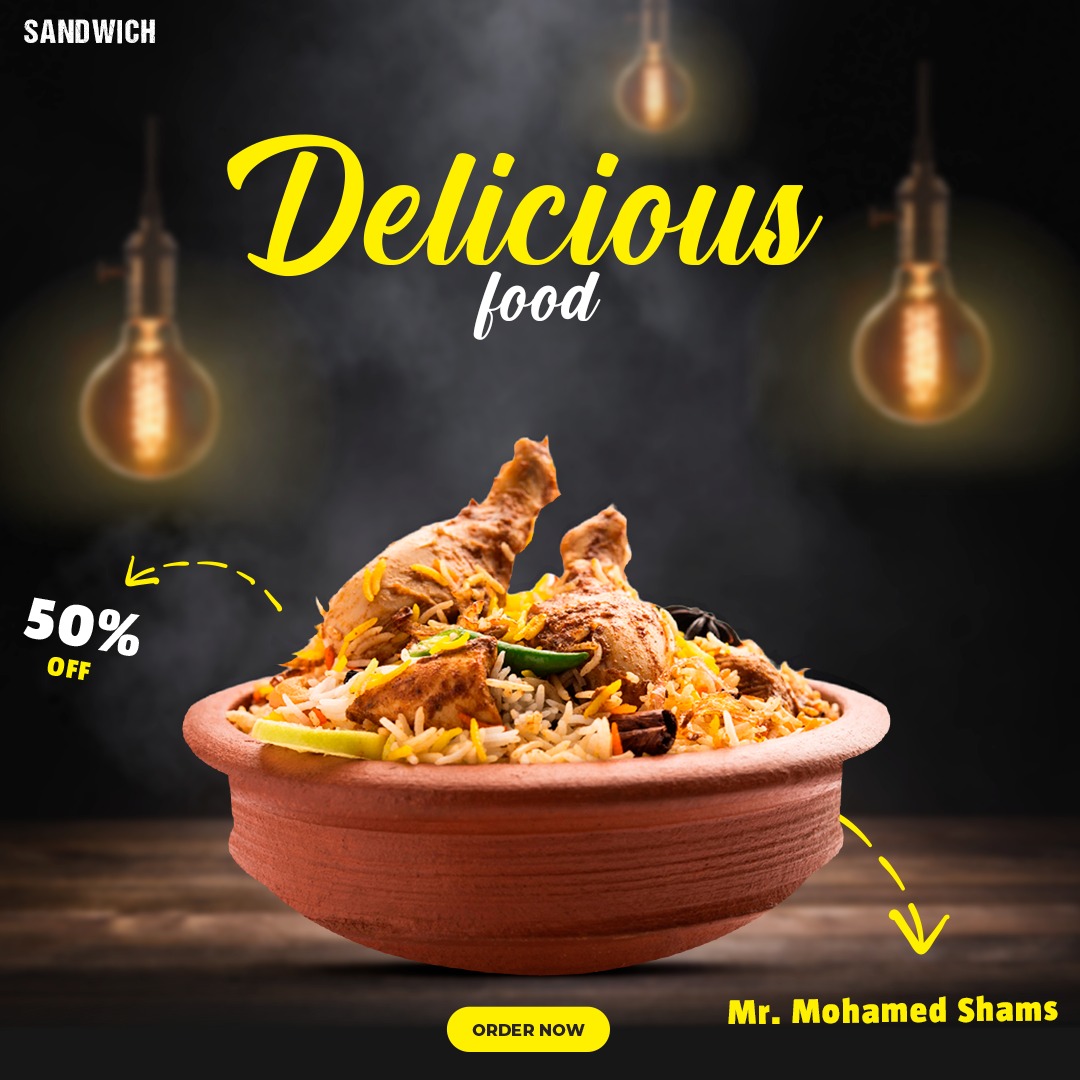 SANDWICH
Delicious
food
50%
OFF
Mr. Mohamed Shams
ORDER NOW